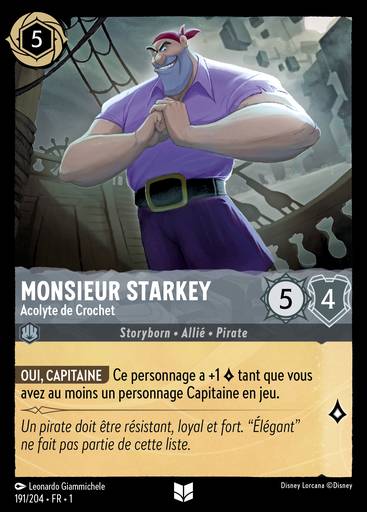 5
MONSIEUR STARKEY
Acolyte de Crochet
5
4
Storyborn • Allié • Pirate
OUI, CAPITAINE Ce personnage a +1 tant que vous
avez au moins un personnage Capitaine en jeu.
Un pirate doit être résistant, loyal et fort. “Élégant”
ne fait pas partie de cette liste.
Leonardo Giammichele
191/204 • FR • 1
Disney Lorcana ©Disney